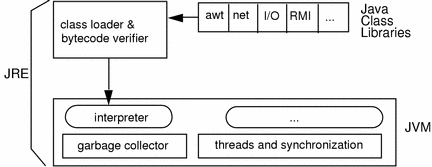 class loader &
bytecode verifier
awt net I/O RMI ...
Java
Class
Libraries
JRE
interpreter
...
garbage collector
threads and synchronization
JVM